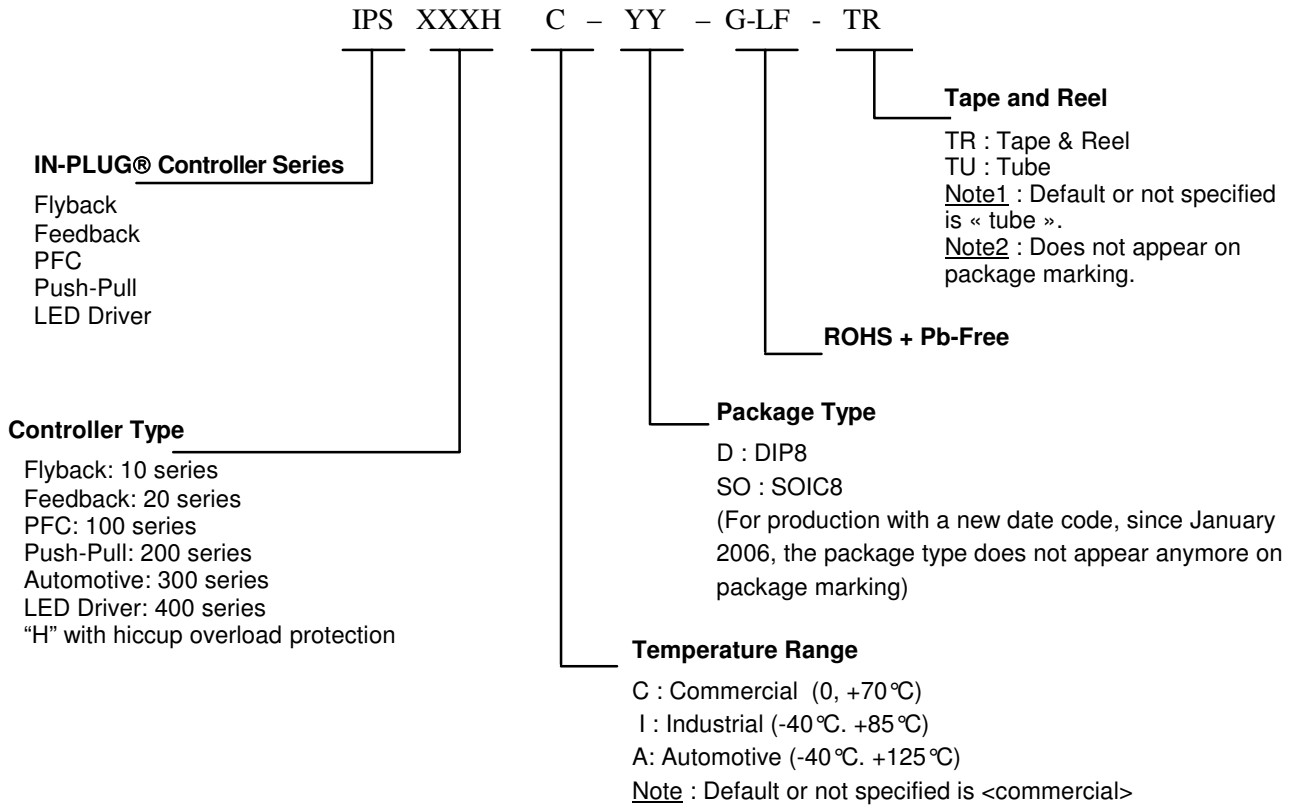 IPS XXXH C – YY – G-LF - TR
Tape and Reel
TR : Tape & Reel
TU : Tube
Note1 : Default or not specified
is « tube ».
Note2 : Does not appear on
package marking.
IN-PLUG® Controller Series
Flyback
Feedback
PFC
Push-Pull
LED Driver
ROHS + Pb-Free
Controller Type
Flyback: 10 series
Feedback: 20 series
PFC: 100 series
Push-Pull: 200 series
Automotive: 300 series
LED Driver: 400 series
“H” with hiccup overload protection
Package Type
D : DIP8
SO : SOIC8
(For production with a new date code, since January
2006, the package type does not appear anymore on
package marking)
Temperature Range
C : Commercial (0, +70°C)
I : Industrial (-40°C. +85°C)
A: Automotive (-40°C. +125°C)
Note : Default or not specified is <commercial>